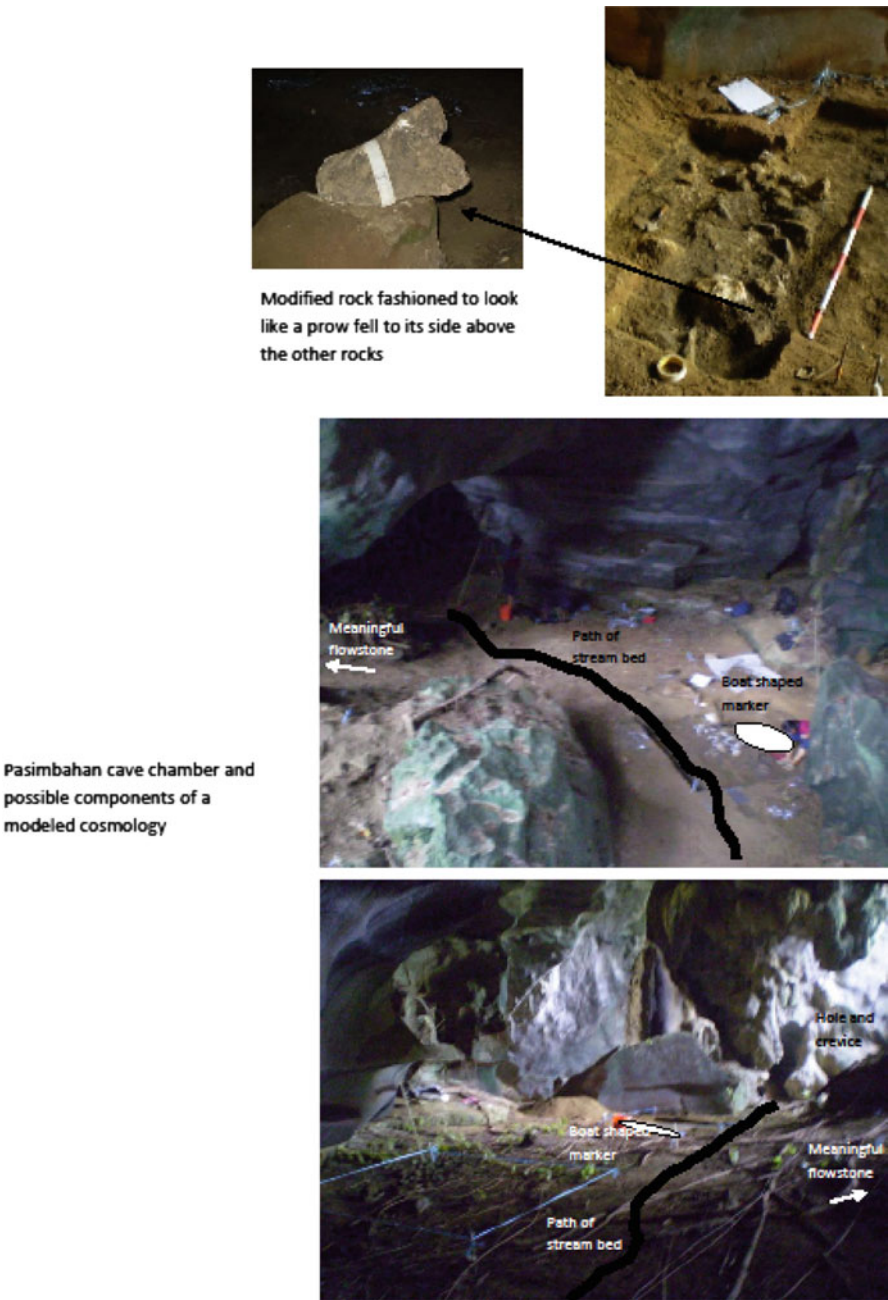 Modified rock fashioned to look
like a prow fell to its side above
the other rocks
Meaningful
flowstone
Path of
stream bed
Boat shaped
marker
Pasimbahan cave chamber and
possible components of a
modeled cosmology
Hole and
crevice
Boat shaped
marker
Meaningful
flowstone
Path of
stream bed